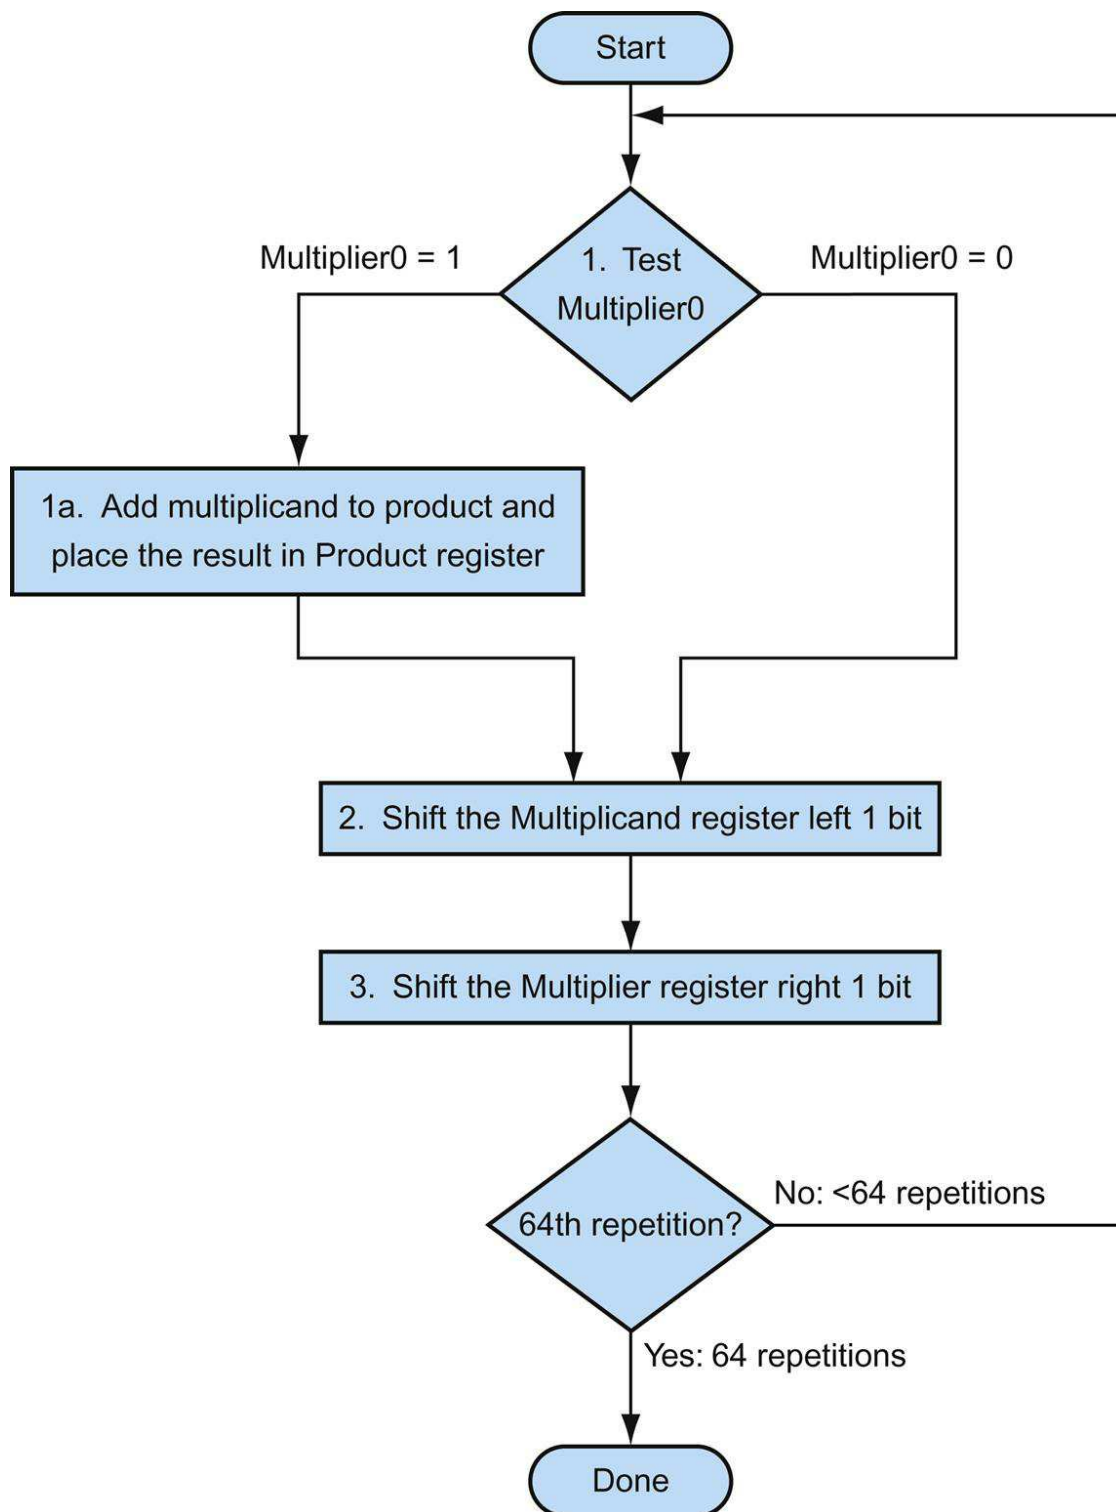 Start
Multiplier0 = 1
1. Test
Multiplier0
Multiplier0 = 0
1a. Add multiplicand to product and
place the result in Product register
2. Shift the Multiplicand register left 1 bit
3. Shift the Multiplier register right 1 bit
64th repetition?
No: <64 repetitions
Yes: 64 repetitions
Done